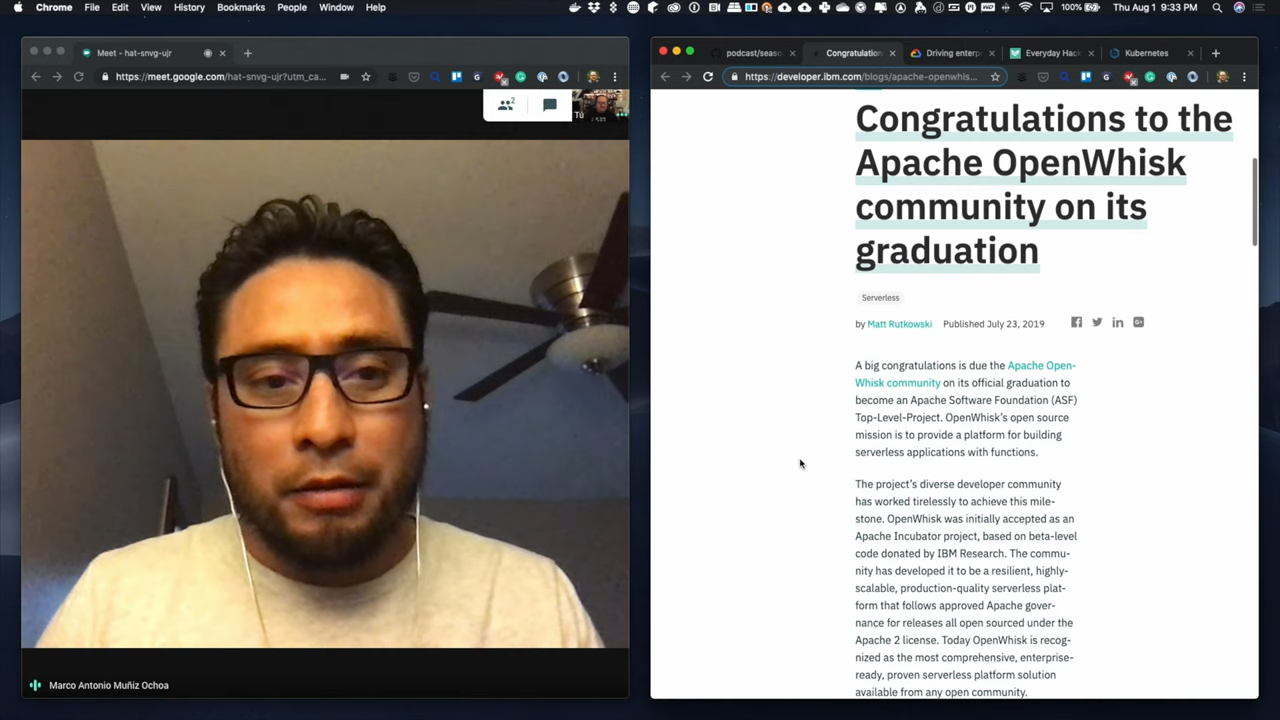 Chrome File Edit View History Bookmarks People Window Help
100% Thu Aug 1 9:33 PM
Meet - hat-snvg-ujr
https://meet.google.com/hat-snvg-ujr?utm_ca...
2
Tú
Marco Antonio Muñiz Ochoa
podcast/seaso
Congratulation
Driving enterp
Everyday Hac
Kubernetes
https://developer.ibm.com/blogs/apache-openwhis...
Congratulations to the
Apache OpenWhisk
community on its
graduation
Serverless
by Matt Rutkowski Published July 23, 2019
A big congratulations is due the Apache Open-
Whisk community on its official graduation to
become an Apache Software Foundation (ASF)
Top-Level-Project. OpenWhisk's open source
mission is to provide a platform for building
serverless applications with functions.
The project's diverse developer community
has worked tirelessly to achieve this mile-
stone. OpenWhisk was initially accepted as an
Apache Incubator project, based on beta-level
code donated by IBM Research. The commu-
nity has developed it to be a resilient, highly-
scalable, production-quality serverless plat-
form that follows approved Apache gover-
nance for releases all open sourced under the
Apache 2 license. Today OpenWhisk is recog-
nized as the most comprehensive, enterprise-
ready, proven serverless platform solution
available from any open community.